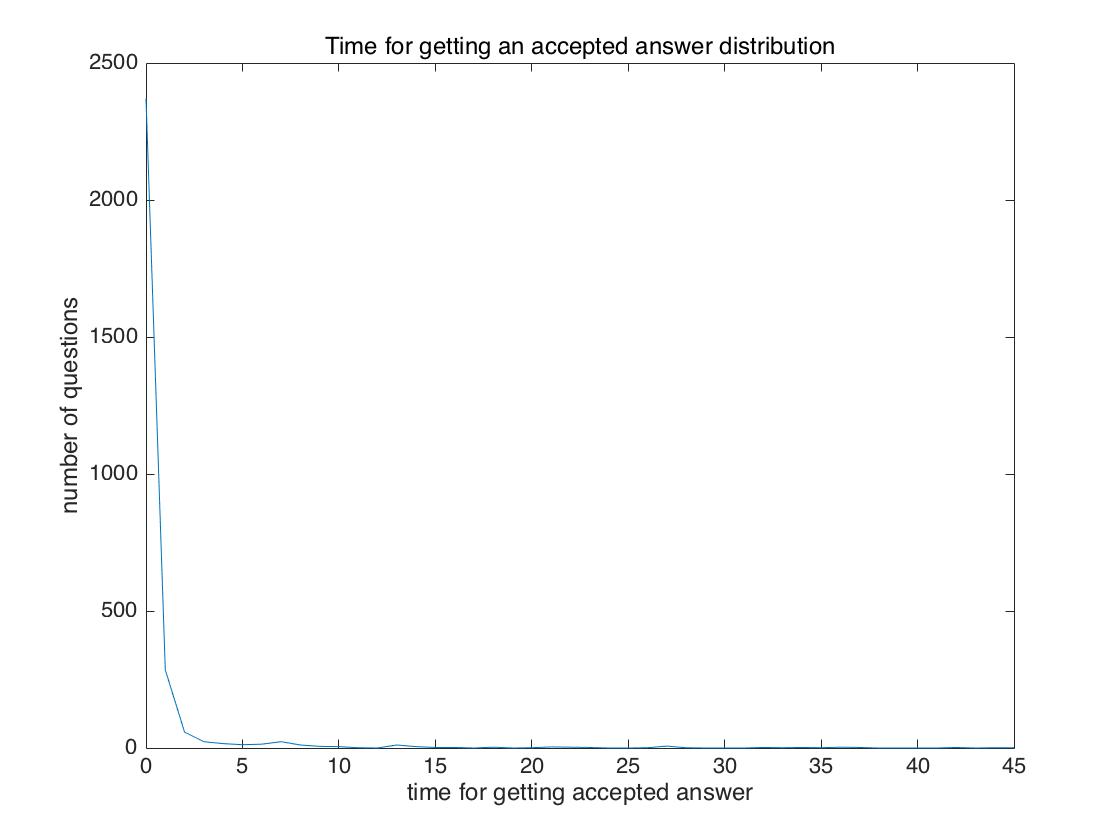 Time for getting an accepted answer distribution
2500
2000
1500
1000
500
0
number of questions
0 5 10 15 20 25 30 35 40 45
time for getting accepted answer